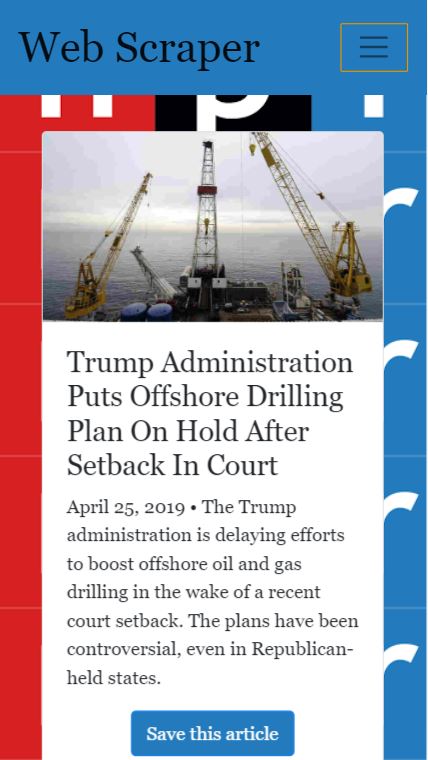 Web Scraper
n p r
r
r
r
r
Trump Administration
Puts Offshore Drilling
Plan On Hold After
Setback In Court
April 25, 2019 • The Trump
administration is delaying efforts
to boost offshore oil and gas
drilling in the wake of a recent
court setback. The plans have been
controversial, even in Republican-
held states.
Save this article